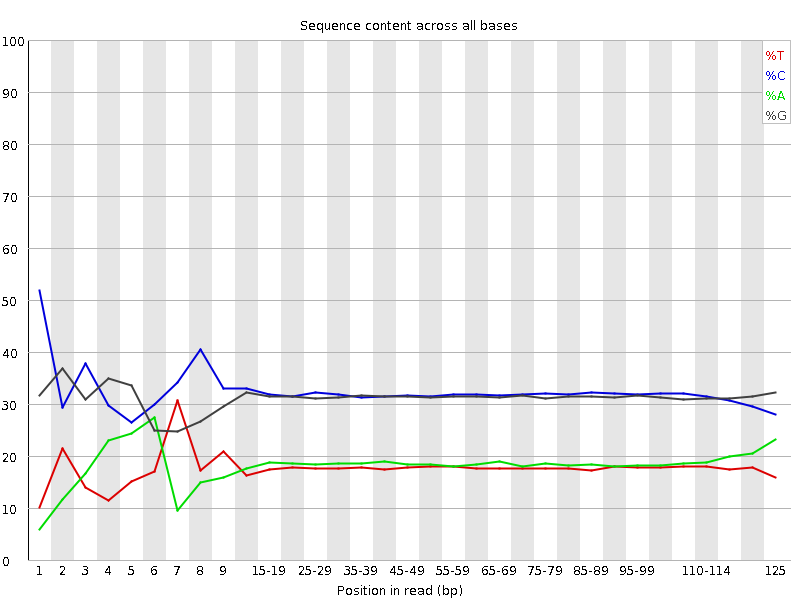 Sequence content across all bases
100
90
80
70
60
50
40
30
20
10
0
%T
%C
%A
%G
1 2 3 4 5 6 7 8 9 15-19 25-29 35-39 45-49 55-59 65-69 75-79 85-89 95-99 110-114 125
Position in read (bp)